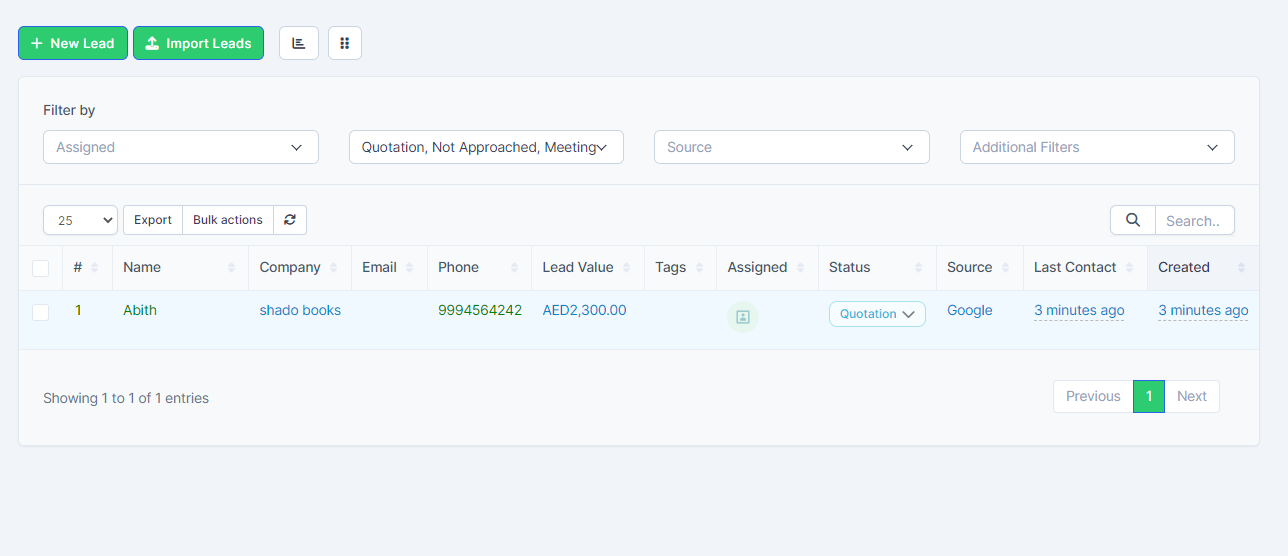 New Lead Import Leads
Filter by
Assigned Quotation, Not Approached, Meeting Source Additional Filters
25 Export Bulk actions Search..
# Name Company Email Phone Lead Value Tags Assigned Status Source Last Contact Created
1 Abith shado books 9994564242 AED2,300.00 Quotation Google 3 minutes ago 3 minutes ago
Showing 1 to 1 of 1 entries Previous 1 Next